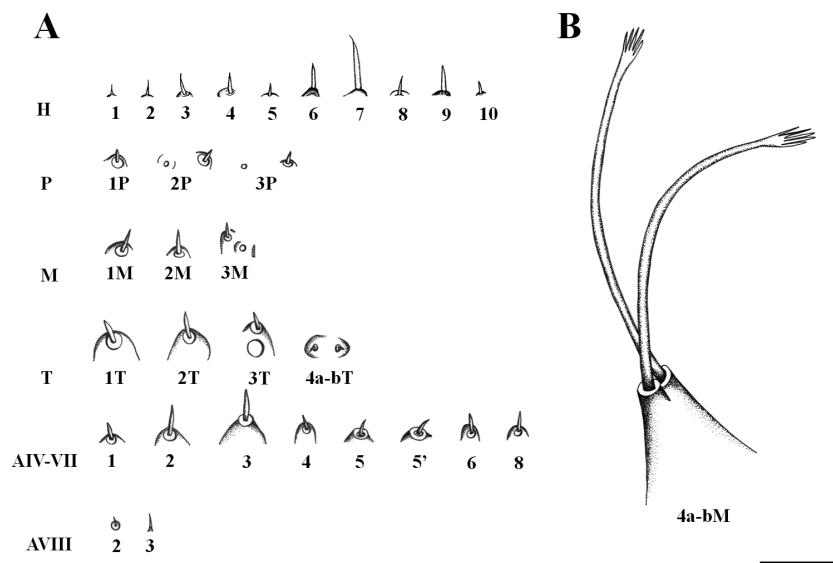 A B
H 1 2 3 4 5 6 7 8 9 10
P 1P 2P 3P
M 1M 2M 3M
T 1T 2T 3T 4a-bT
AIV-VII 1 2 3 4 5 5’ 6 8
4a-bM
AVIII 2 3